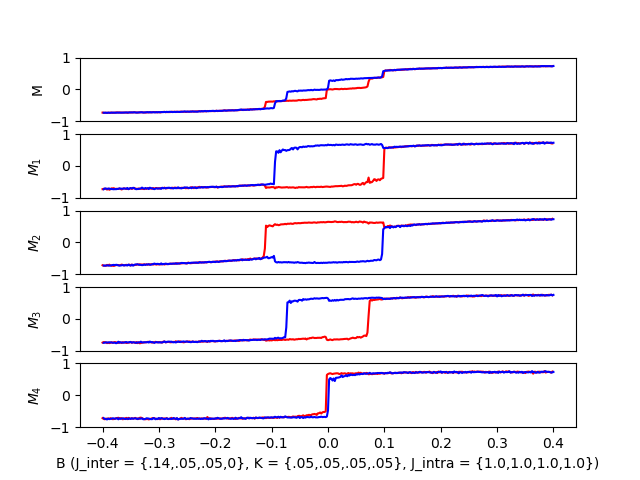 1
0
−1
M
1
0
−1
M₁
1
0
−1
M₂
1
0
−1
M₃
1
0
−1
M₄
−0.4 −0.3 −0.2 −0.1 0.0 0.1 0.2 0.3 0.4
B (J_inter = {.14,.05,.05,0}, K = {.05,.05,.05,.05}, J_intra = {1.0,1.0,1.0,1.0})